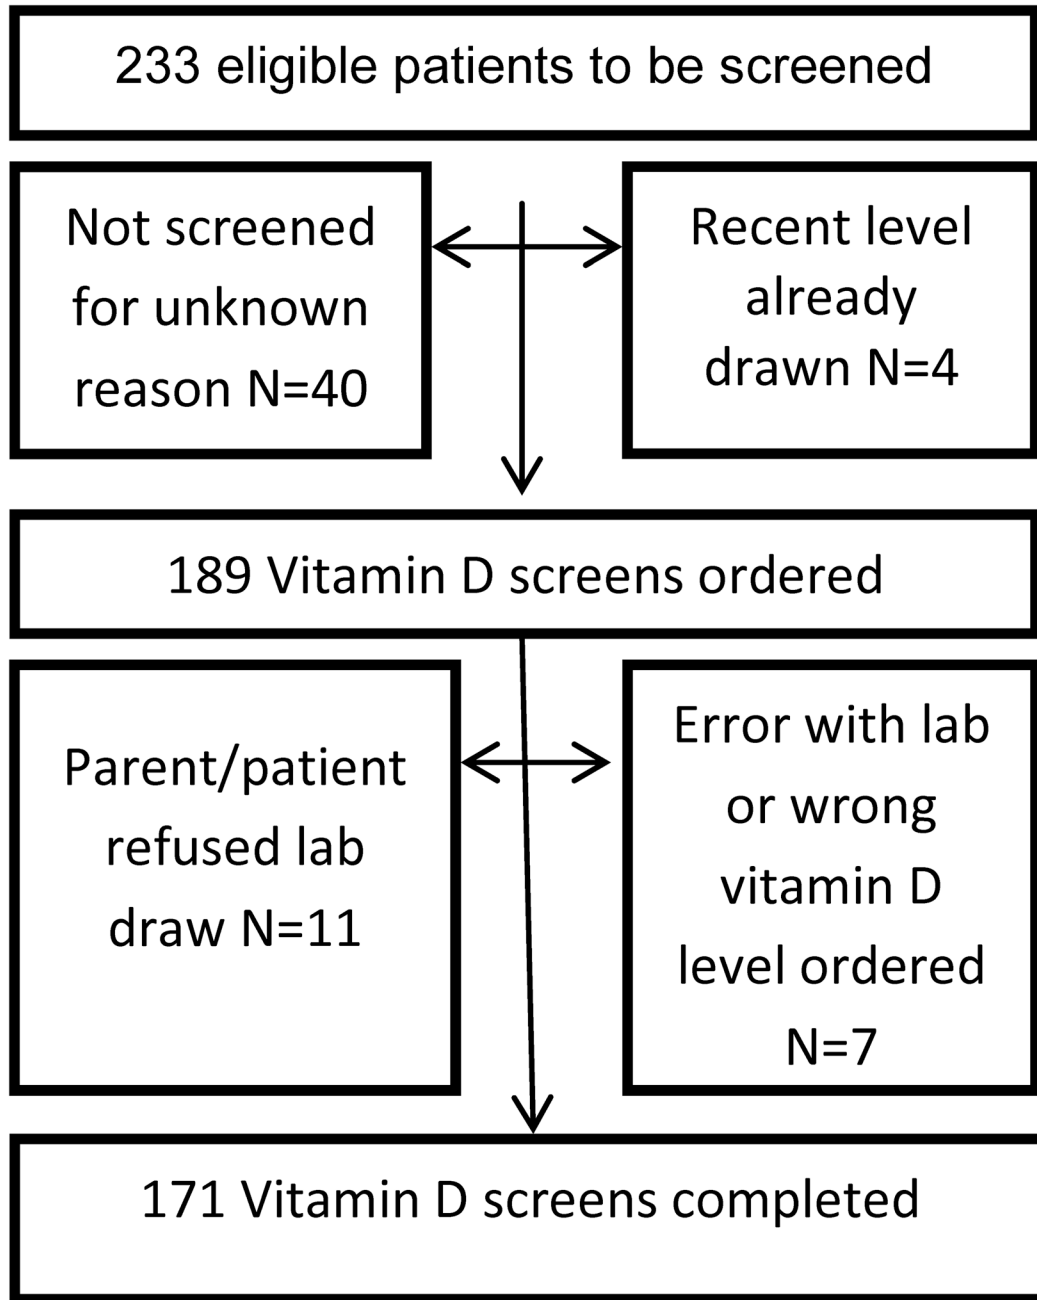 233 eligible patients to be screened
Not screened
for unknown
reason N=40
Recent level
already
drawn N=4
189 Vitamin D screens ordered
Parent/patient
refused lab
draw N=11
Error with lab
or wrong
vitamin D
level ordered
N=7
171 Vitamin D screens completed